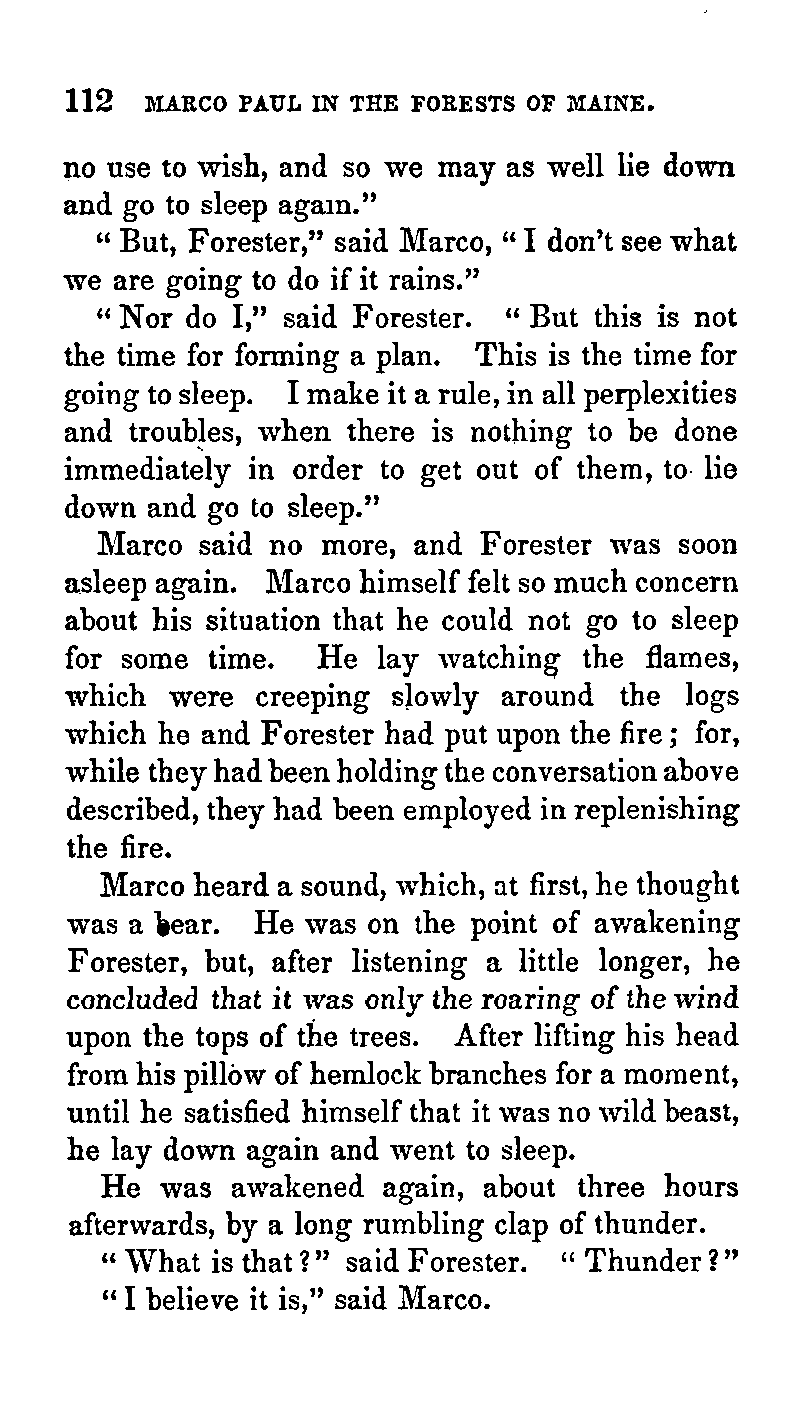 112 MARCO PAUL IN THE FORESTS OF MAINE.
no use to wish, and so we may as well lie down
and go to sleep again.”
“ But, Forester,” said Marco, “ I don’t see what
we are going to do if it rains.”
“ Nor do I,” said Forester. “ But this is not
the time for forming a plan. This is the time for
going to sleep. I make it a rule, in all perplexities
and troubles, when there is nothing to be done
immediately in order to get out of them, to lie
down and go to sleep.”
Marco said no more, and Forester was soon
asleep again. Marco himself felt so much concern
about his situation that he could not go to sleep
for some time. He lay watching the flames,
which were creeping slowly around the logs
which he and Forester had put upon the fire ; for,
while they had been holding the conversation above
described, they had been employed in replenishing
the fire.
Marco heard a sound, which, at first, he thought
was a bear. He was on the point of awakening
Forester, but, after listening a little longer, he
concluded that it was only the roaring of the wind
upon the tops of the trees. After lifting his head
from his pillow of hemlock branches for a moment,
until he satisfied himself that it was no wild beast,
he lay down again and went to sleep.
He was awakened again, about three hours
afterwards, by a long rumbling clap of thunder.
“ What is that ?” said Forester. “ Thunder ?”
“ I believe it is,” said Marco.